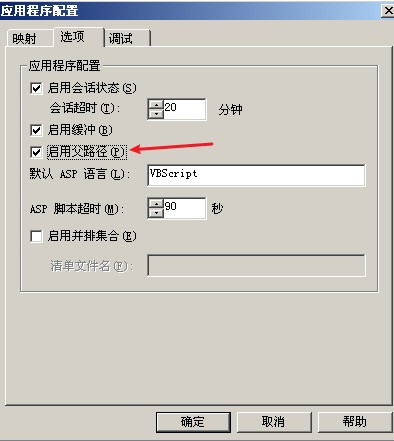 应用程序配置
映射 选项 调试
应用程序配置
启用会话状态(S)
会话超时(T): 20 分钟
启用缓冲(B)
启用父路径(P)
默认 ASP 语言(L): VBScript
ASP 脚本超时(M): 90 秒
启用并排集合(E)
清单文件名(F):
确定 取消 帮助